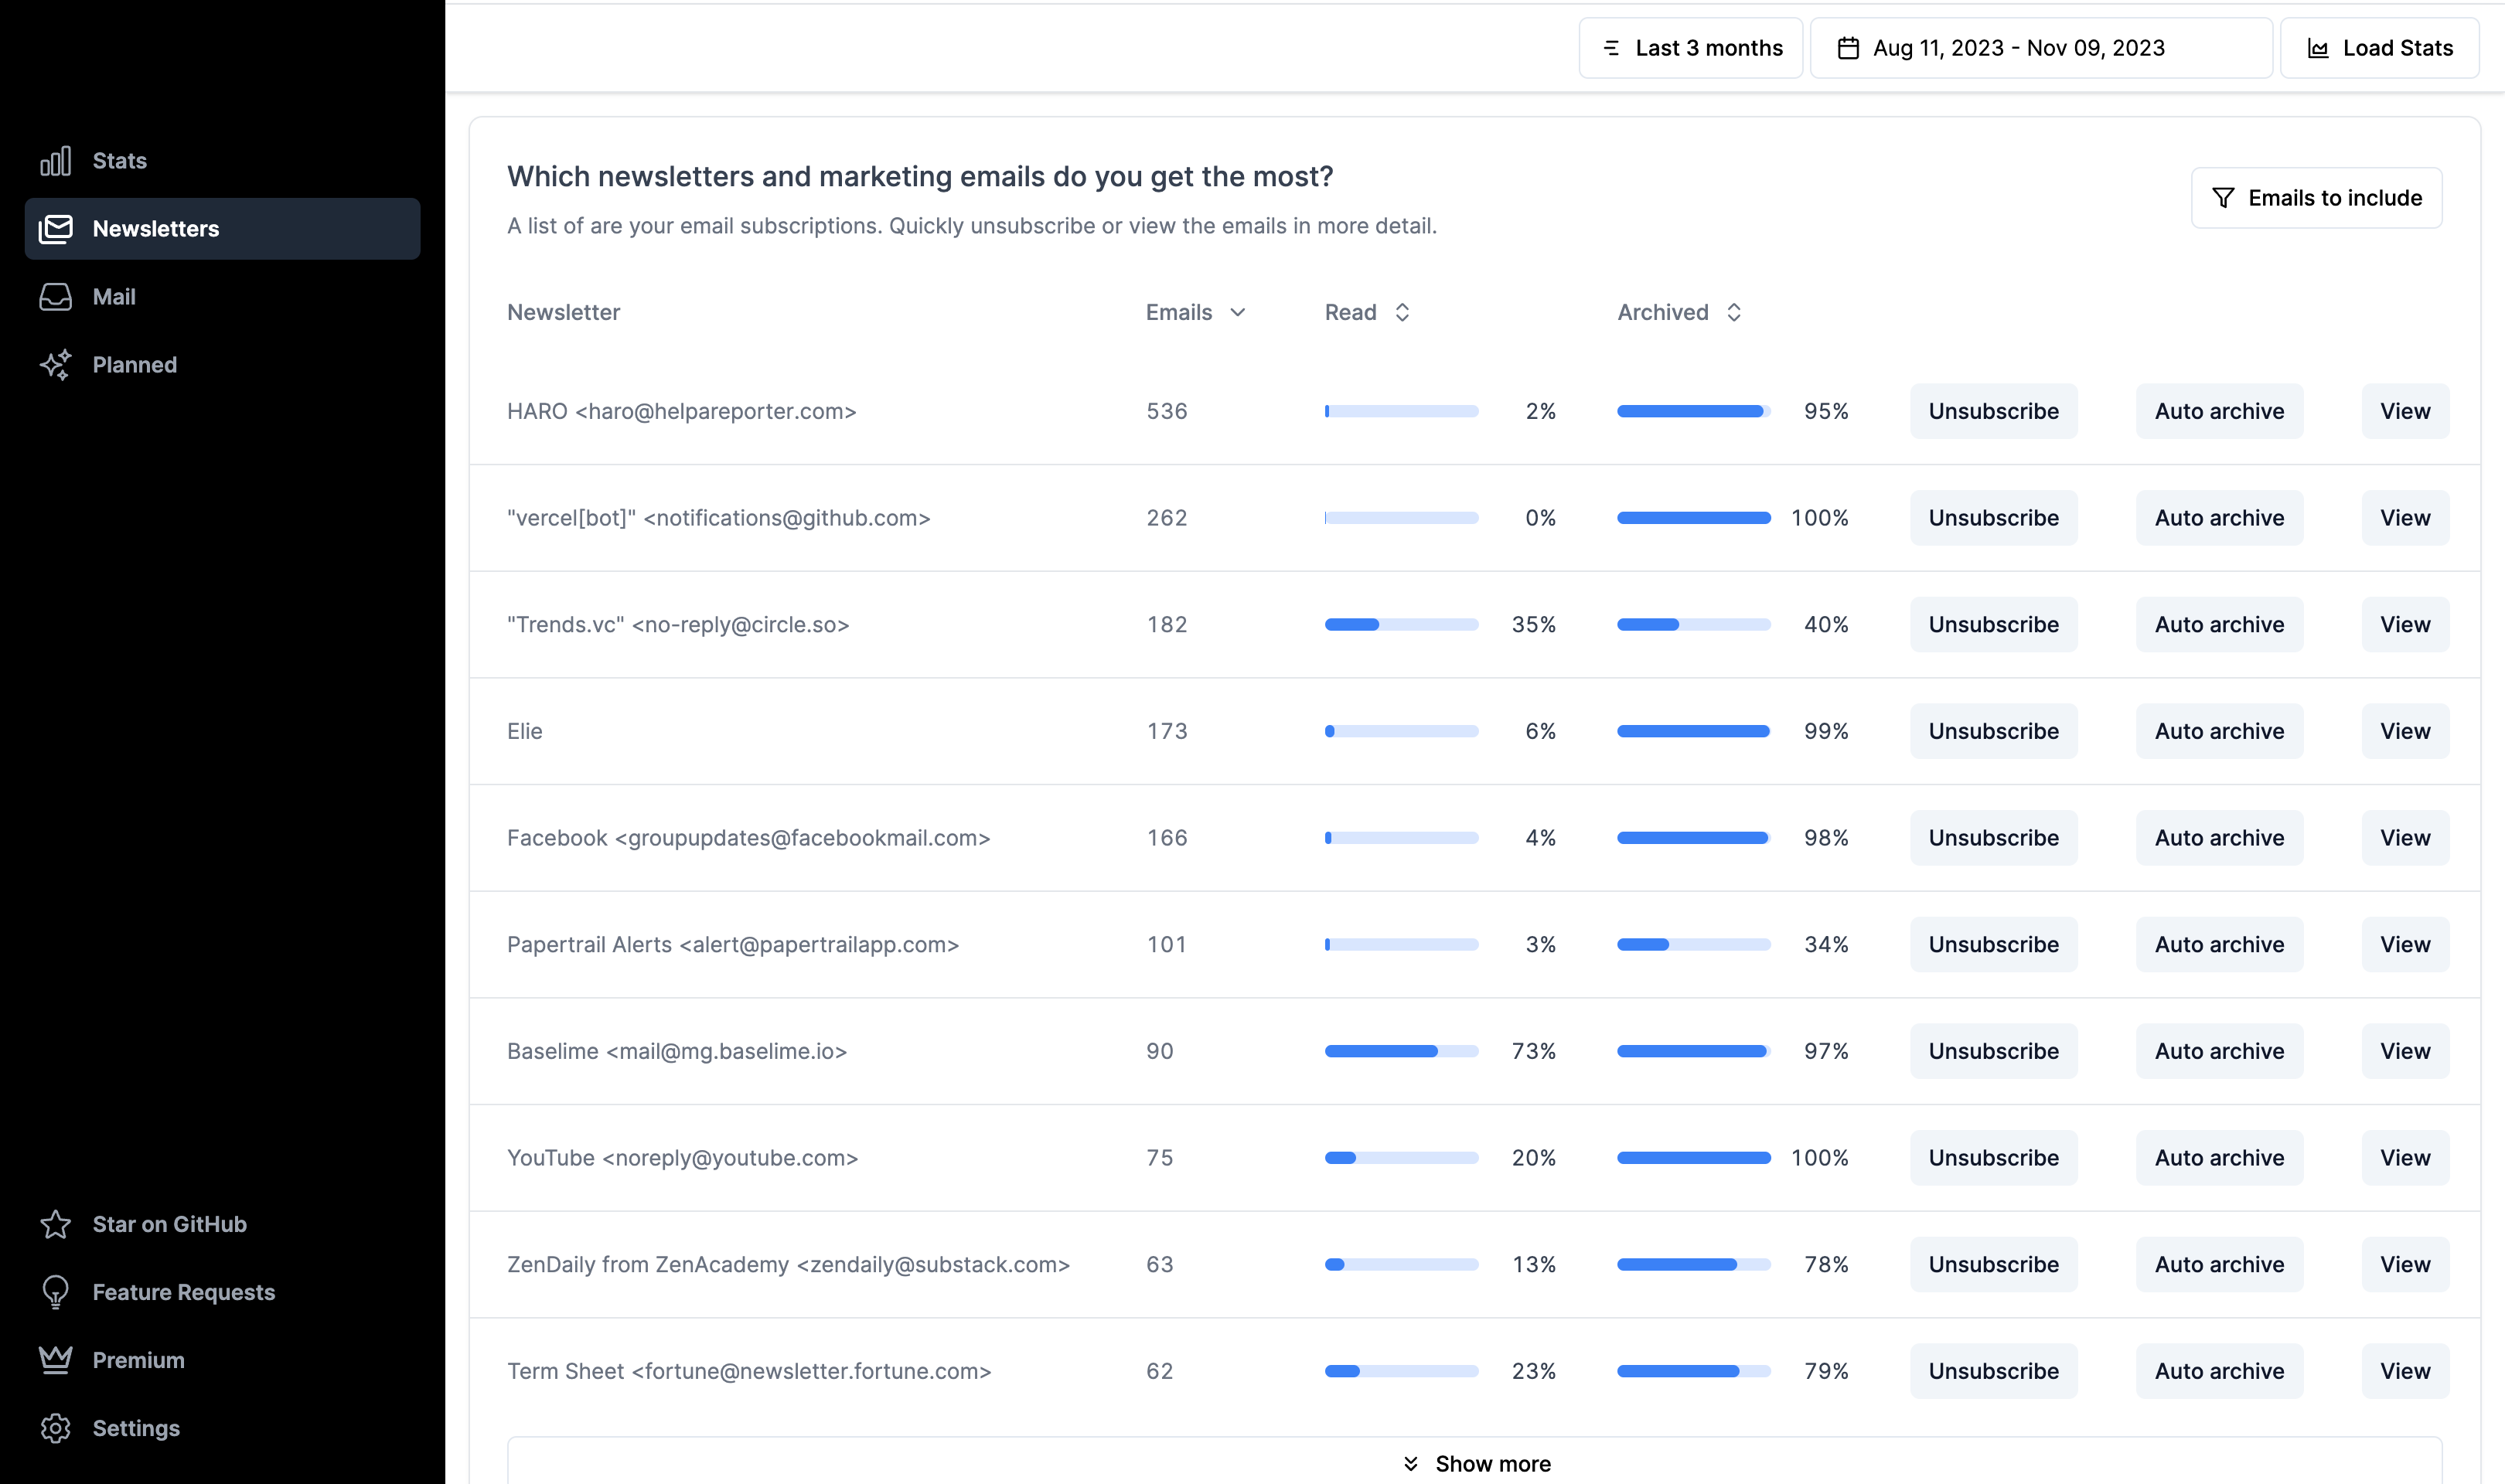 Last 3 months
Aug 11, 2023 - Nov 09, 2023
Load Stats
Stats
Newsletters
Mail
Planned
Star on GitHub
Feature Requests
Premium
Settings
Which newsletters and marketing emails do you get the most?
A list of are your email subscriptions. Quickly unsubscribe or view the emails in more detail.
Emails to include
Newsletter Emails Read Archived
HARO <haro@helpareporter.com> 536 2% 95% Unsubscribe Auto archive View
"vercel[bot]" <notifications@github.com> 262 0% 100% Unsubscribe Auto archive View
"Trends.vc" <no-reply@circle.so> 182 35% 40% Unsubscribe Auto archive View
Elie 173 6% 99% Unsubscribe Auto archive View
Facebook <groupupdates@facebookmail.com> 166 4% 98% Unsubscribe Auto archive View
Papertrail Alerts <alert@papertrailapp.com> 101 3% 34% Unsubscribe Auto archive View
Baselime <mail@mg.baselime.io> 90 73% 97% Unsubscribe Auto archive View
YouTube <noreply@youtube.com> 75 20% 100% Unsubscribe Auto archive View
ZenDaily from ZenAcademy <zendaily@substack.com> 63 13% 78% Unsubscribe Auto archive View
Term Sheet <fortune@newsletter.fortune.com> 62 23% 79% Unsubscribe Auto archive View
Show more